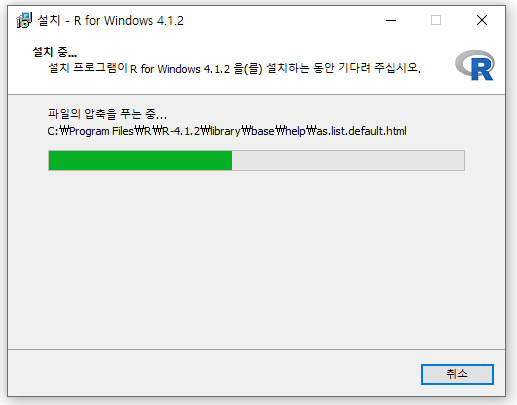 설치 - R for Windows 4.1.2
설치 중...
설치 프로그램이 R for Windows 4.1.2 을(를) 설치하는 동안 기다려 주십시오.
R
파일의 압축을 푸는 중...
C:₩Program Files₩R₩R-4.1.2₩library₩base₩help₩as.list.default.html
취소